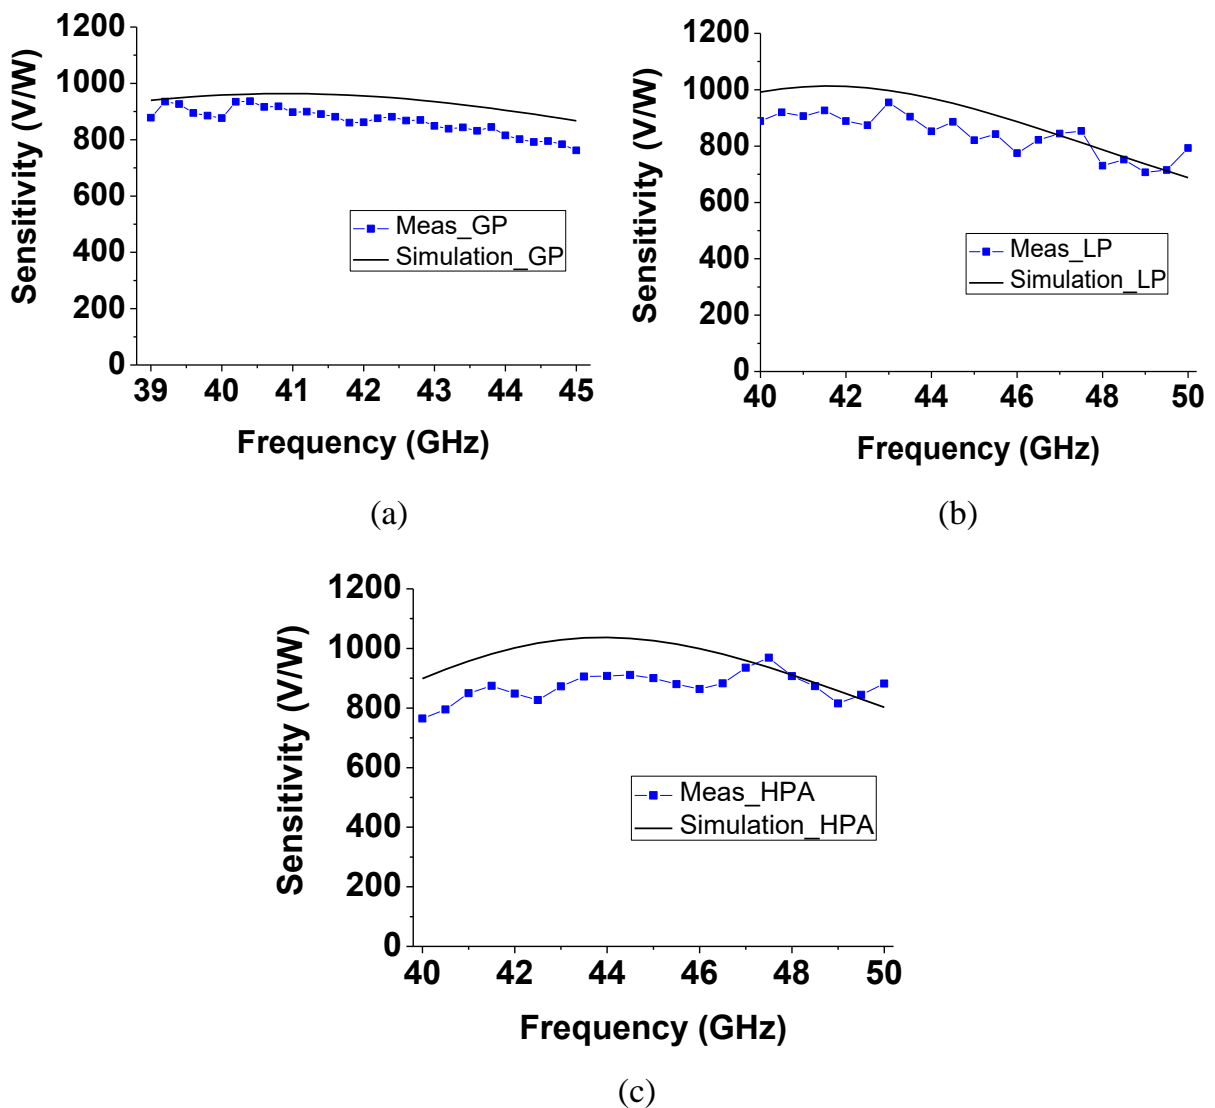 1200
1000
800
600
400
200
0
Sensitivity (V/W)
Meas_GP
Simulation_GP
39 40 41 42 43 44 45
Frequency (GHz)
(a)
1200
1000
800
600
400
200
0
Sensitivity (V/W)
Meas_LP
Simulation_LP
40 42 44 46 48 50
Frequency (GHz)
(b)
1200
1000
800
600
400
200
0
Sensitivity (V/W)
Meas_HPA
Simulation_HPA
40 42 44 46 48 50
Frequency (GHz)
(c)